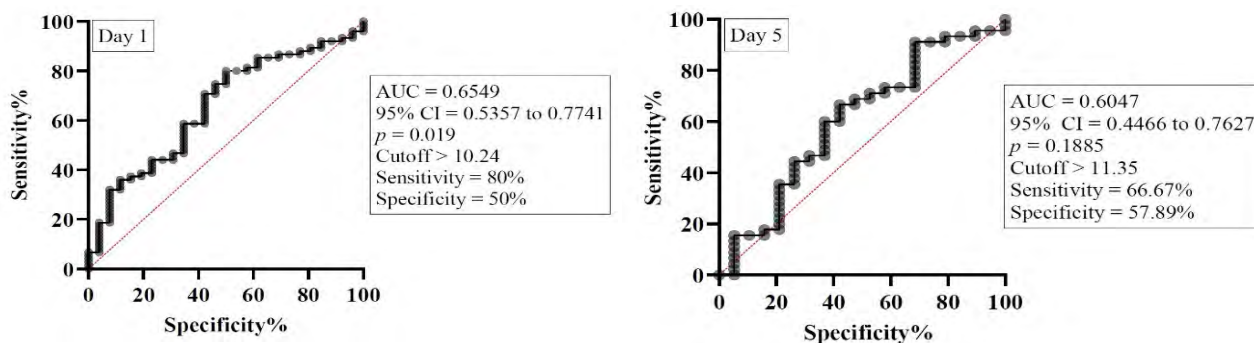 Day 1
100
80
60
40
20
0
Sensitivity%
0 20 40 60 80 100
Specificity%
AUC = 0.6549
95% CI = 0.5357 to 0.7741
p = 0.019
Cutoff > 10.24
Sensitivity = 80%
Specificity = 50%
Day 5
100
80
60
40
20
0
Sensitivity%
0 20 40 60 80 100
Specificity%
AUC = 0.6047
95% CI = 0.4466 to 0.7627
p = 0.1885
Cutoff > 11.35
Sensitivity = 66.67%
Specificity = 57.89%